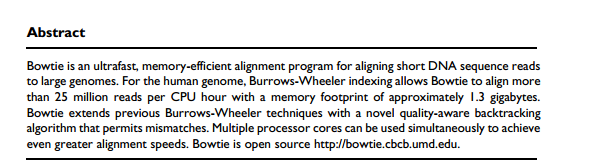 Abstract
Bowtie is an ultrafast, memory-efficient alignment program for aligning short DNA sequence reads
to large genomes. For the human genome, Burrows-Wheeler indexing allows Bowtie to align more
than 25 million reads per CPU hour with a memory footprint of approximately 1.3 gigabytes.
Bowtie extends previous Burrows-Wheeler techniques with a novel quality-aware backtracking
algorithm that permits mismatches. Multiple processor cores can be used simultaneously to achieve
even greater alignment speeds. Bowtie is open source http://bowtie.cbcb.umd.edu.